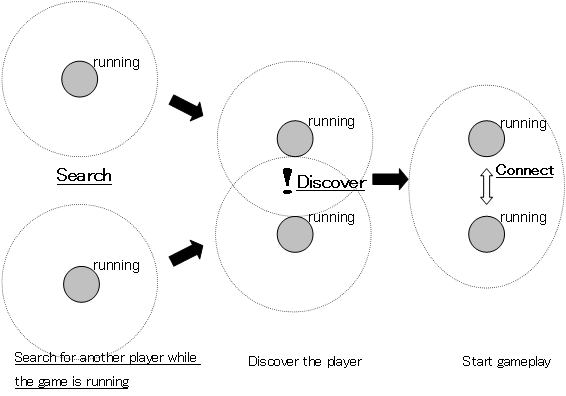 running
Search
running
running
! Discover
running
running
Connect
running
Search for another player while
the game is running
Discover the player
Start gameplay